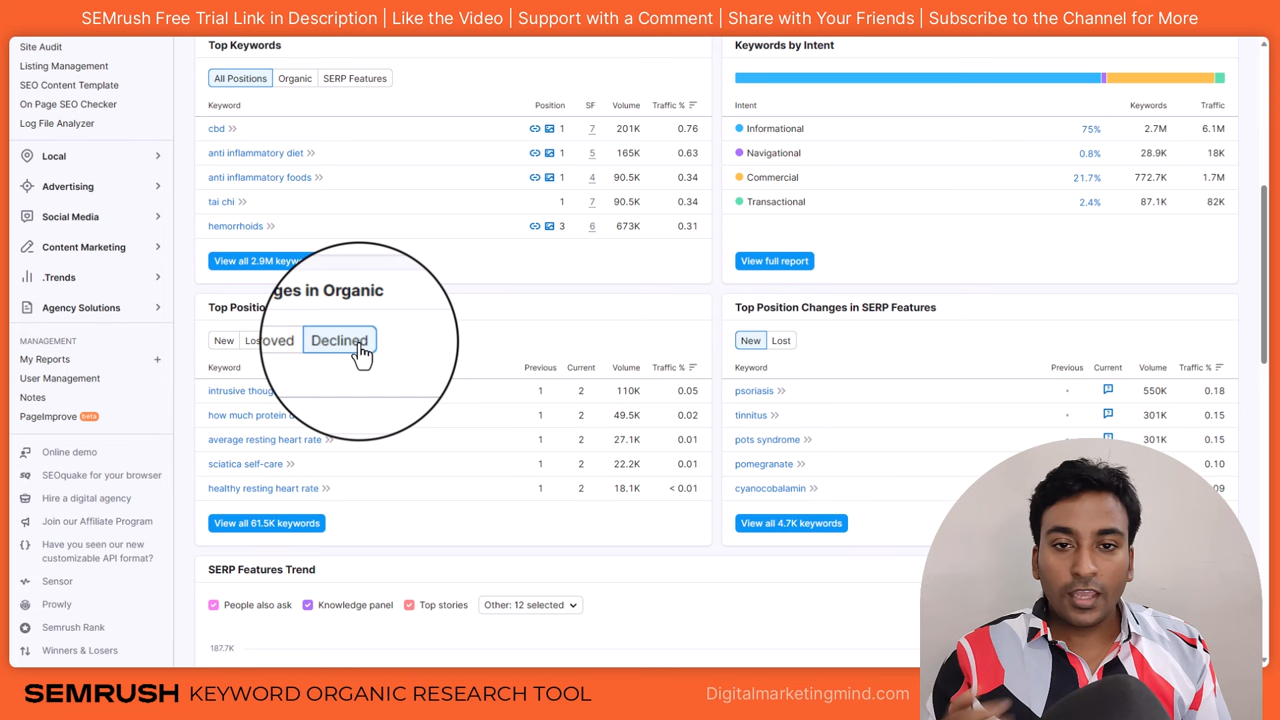 SEMrush Free Trial Link in Description | Like the Video | Support with a Comment | Share with Your Friends | Subscribe to the Channel for More
Site Audit
Listing Management
SEO Content Template
On Page SEO Checker
Log File Analyzer
Local
Advertising
Social Media
Content Marketing
.Trends
Agency Solutions
MANAGEMENT
My Reports +
User Management
Notes
PageImprove beta
Online demo
SEOquake for your browser
Hire a digital agency
Join our Affiliate Program
Have you seen our new
customizable API format?
Sensor
Prowly
Semrush Rank
Winners & Losers
Top Keywords
All Positions Organic SERP Features
Keyword Position SF Volume Traffic %
cbd 1 7 201K 0.76
anti inflammatory diet 1 5 165K 0.63
anti inflammatory foods 1 4 90.5K 0.34
tai chi 1 7 90.5K 0.34
hemorrhoids 3 6 673K 0.31
View all 2.9M
Keywords by Intent
Intent Keywords Traffic
Informational 75% 2.7M 6.1M
Navigational 0.8% 28.9K 18K
Commercial 21.7% 772.7K 1.7M
Transactional 2.4% 87.1K 82K
View full report
Top in Organic
New Declined
Keyword Previous Current Volume Traffic %
intrusive 1 2 110K 0.05
how much protein 1 2 49.5K 0.02
average resting heart rate 1 2 27.1K 0.01
sciatica self-care 1 2 22.2K 0.01
healthy resting heart rate 1 2 18.1K < 0.01
View all 61.5K keywords
Top Position Changes in SERP Features
New Lost
Keyword Previous Current Volume Traffic %
psoriasis 550K 0.18
tinnitus 301K 0.15
pots syndrome 301K 0.15
pomegranate 0.10
cyanocobalamin
View all 4.7K keywords
SERP Features Trend
People also ask Knowledge panel Top stories Other: 12 selected
187.7K
SEMRUSH KEYWORD ORGANIC RESEARCH TOOL
Digitalmarketingmind.com